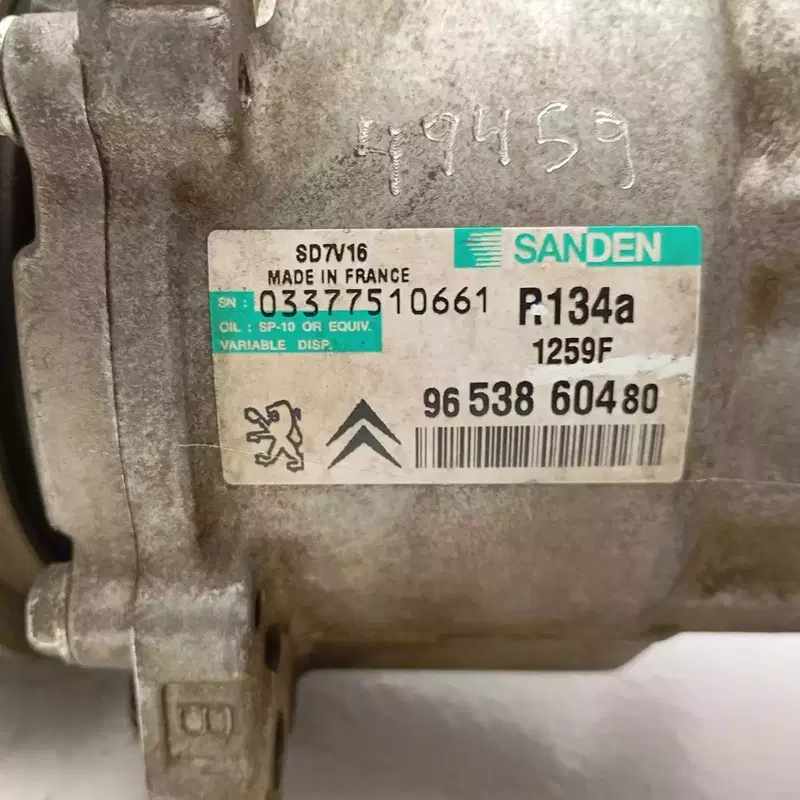 49459
SD7V16
SANDEN
MADE IN FRANCE
SN : 03377510661
R134a
OIL : SP-10 OR EQUIV.
VARIABLE DISP.
1259F
96 538 604 80
B